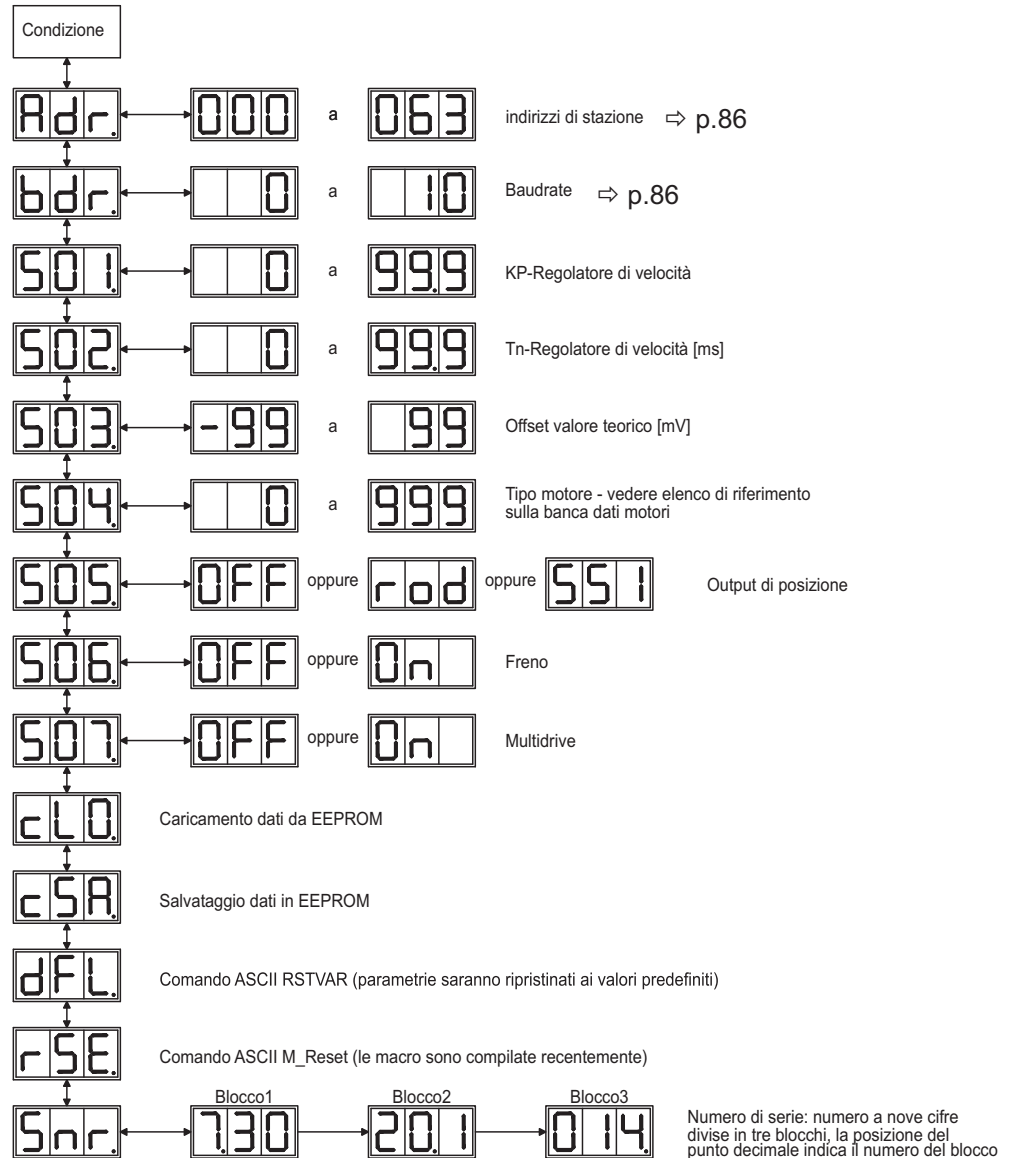 Condizione
Adr. 000 a 063 indirizzi di stazione ⇨ p.86
bdr. 0 a 10 Baudrate ⇨ p.86
S01. 0 a 99.9 KP-Regolatore di velocità
S02. 0 a 99.9 Tn-Regolatore di velocità [ms]
S03. -99 a 99 Offset valore teorico [mV]
S04. 0 a 999 Tipo motore - vedere elenco di riferimento
sulla banca dati motori
S05. OFF oppure rod oppure SSI Output di posizione
S06. OFF oppure On Freno
S07. OFF oppure On Multidrive
cLO. Caricamento dati da EEPROM
cSA. Salvataggio dati in EEPROM
dFL. Comando ASCII RSTVAR (parametrie saranno ripristinati ai valori predefiniti)
rSE. Comando ASCII M_Reset (le macro sono compilate recentemente)
Blocco1 Blocco2 Blocco3
Snr. 7.30 20.1 014. Numero di serie: numero a nove cifre
divise in tre blocchi, la posizione del
punto decimale indica il numero del blocco